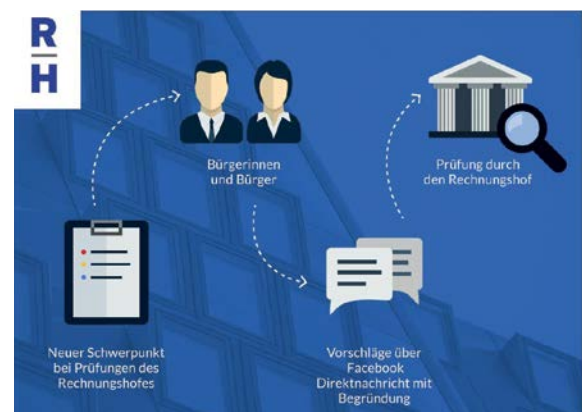 R
H
Bürgerinnen
und Bürger
Prüfung durch
den Rechnungshof
Neuer Schwerpunkt
bei Prüfungen des
Rechnungshofes
Vorschläge über
Facebook
Direktnachricht mit
Begründung